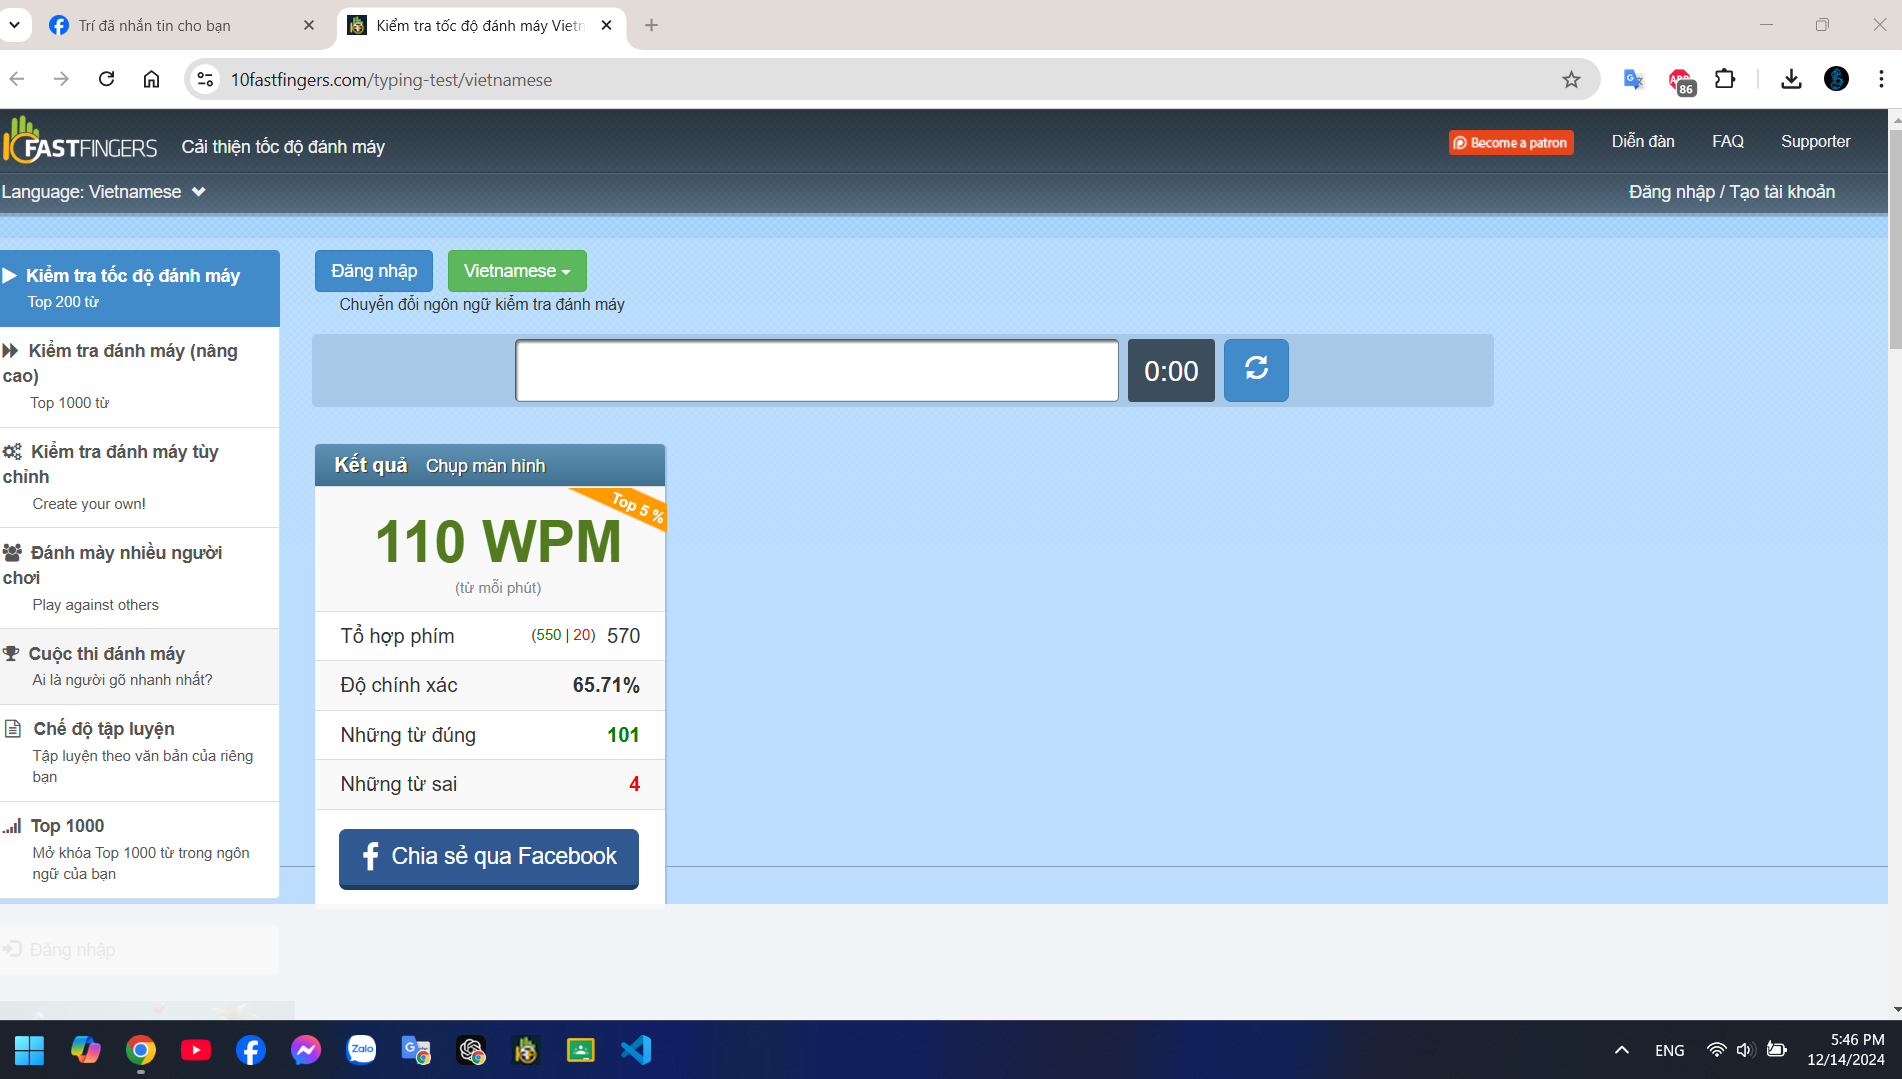 Trí đã nhắn tin cho bạn
Kiểm tra tốc độ đánh máy Vietn
10fastfingers.com/typing-test/vietnamese
86
10FASTFINGERS Cải thiện tốc độ đánh máy
Become a patron
Diễn đàn
FAQ
Supporter
Language: Vietnamese
Đăng nhập / Tạo tài khoản
Kiểm tra tốc độ đánh máy
Top 200 từ
Kiểm tra đánh máy (nâng
cao)
Top 1000 từ
Kiểm tra đánh máy tùy
chỉnh
Create your own!
Đánh mày nhiều người
chơi
Play against others
Cuộc thi đánh máy
Ai là người gõ nhanh nhất?
Chế độ tập luyện
Tập luyện theo văn bản của riêng
bạn
Top 1000
Mở khóa Top 1000 từ trong ngôn
ngữ của bạn
Đăng nhập
Đăng nhập
Vietnamese
Chuyển đổi ngôn ngữ kiểm tra đánh máy
0:00
Kết quả Chụp màn hình
Top 5 %
110 WPM
(từ mỗi phút)
Tổ hợp phím (550 | 20) 570
Độ chính xác 65.71%
Những từ đúng 101
Những từ sai 4
Chia sẻ qua Facebook
Zalo
ENG
5:46 PM
12/14/2024